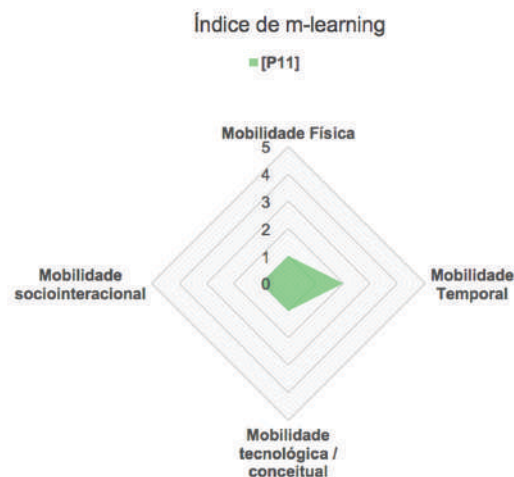 Índice de m-learning
[P11]
Mobilidade Física
5
4
3
2
1
0
Mobilidade
sociointeracional
Mobilidade
Temporal
Mobilidade
tecnológica /
conceitual